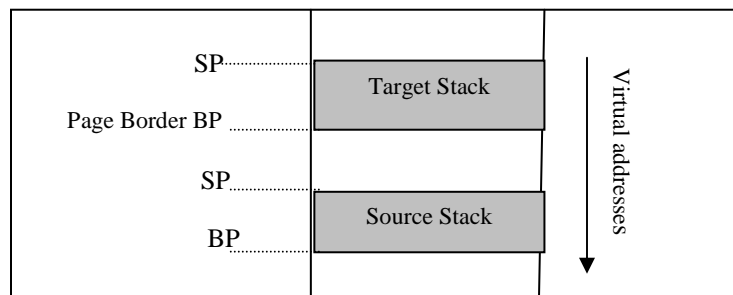 SP
Target Stack
Page Border BP
SP
Source Stack
BP
Virtual addresses